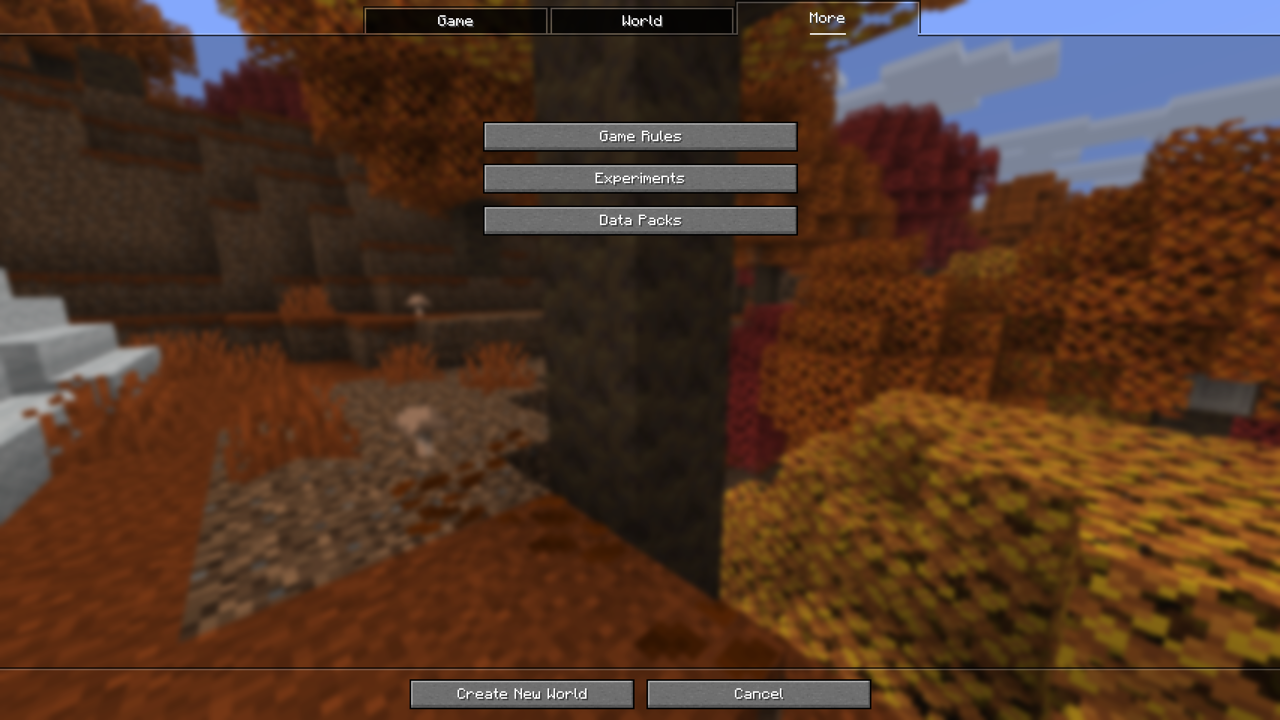 Game
World
More
Game Rules
Experiments
Data Packs
Create New World
Cancel